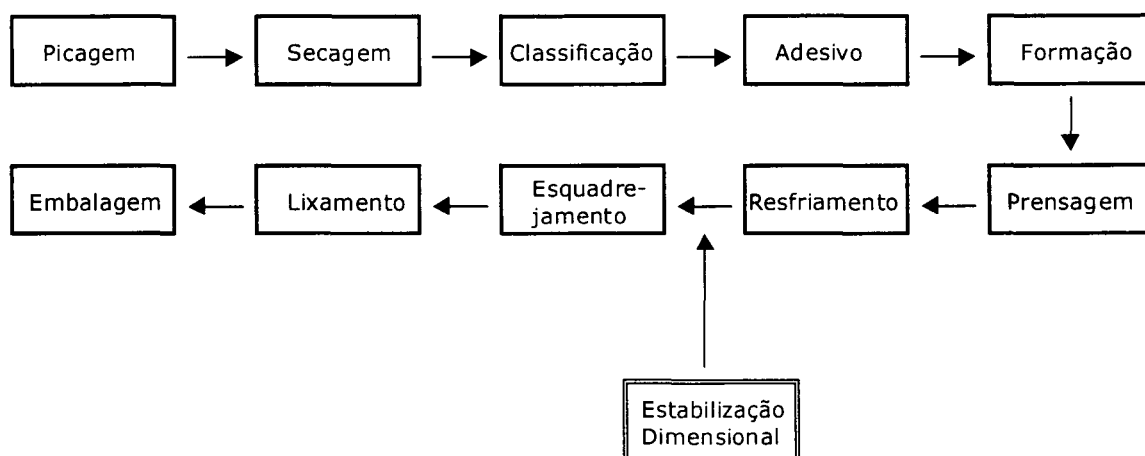 Picagem
Secagem
Classificação
Adesivo
Formação
Embalagem
Lixamento
Esquadre-
jamento
Resfriamento
Prensagem
Estabilização
Dimensional